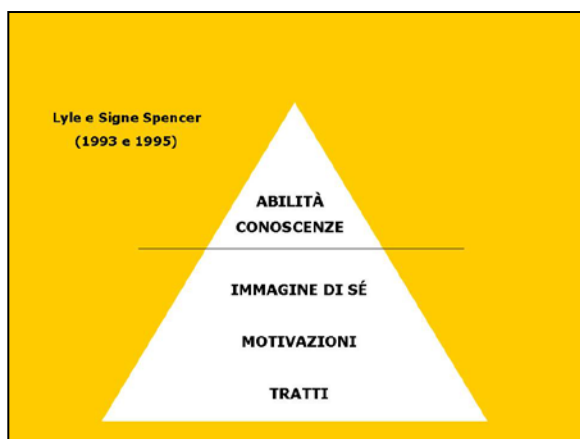 Lyle e Signe Spencer
(1993 e 1995)
ABILITÀ
CONOSCENZE
IMMAGINE DI SÉ
MOTIVAZIONI
TRATTI